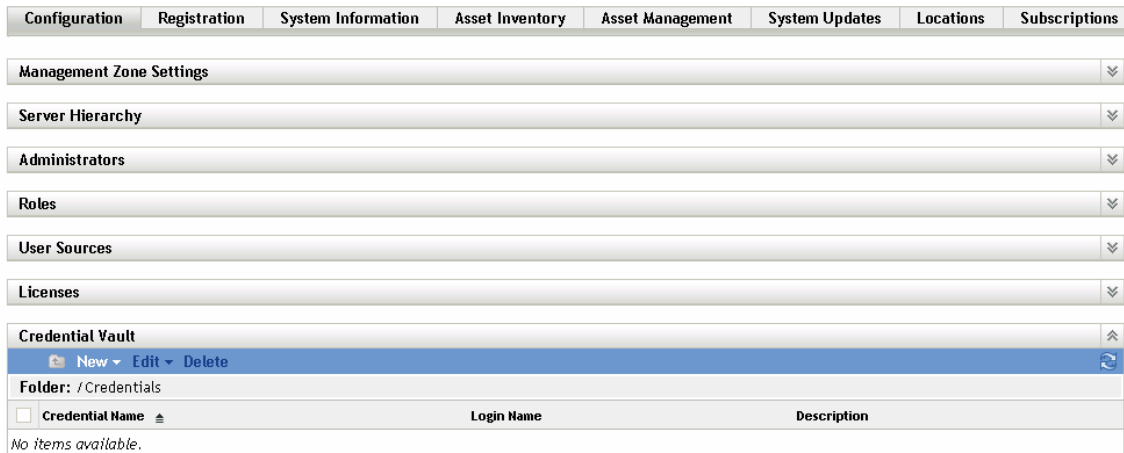 Configuration Registration System Information Asset Inventory Asset Management System Updates Locations Subscriptions
Management Zone Settings
Server Hierarchy
Administrators
Roles
User Sources
Licenses
Credential Vault
New Edit Delete
Folder: /Credentials
Credential Name Login Name Description
No items available.